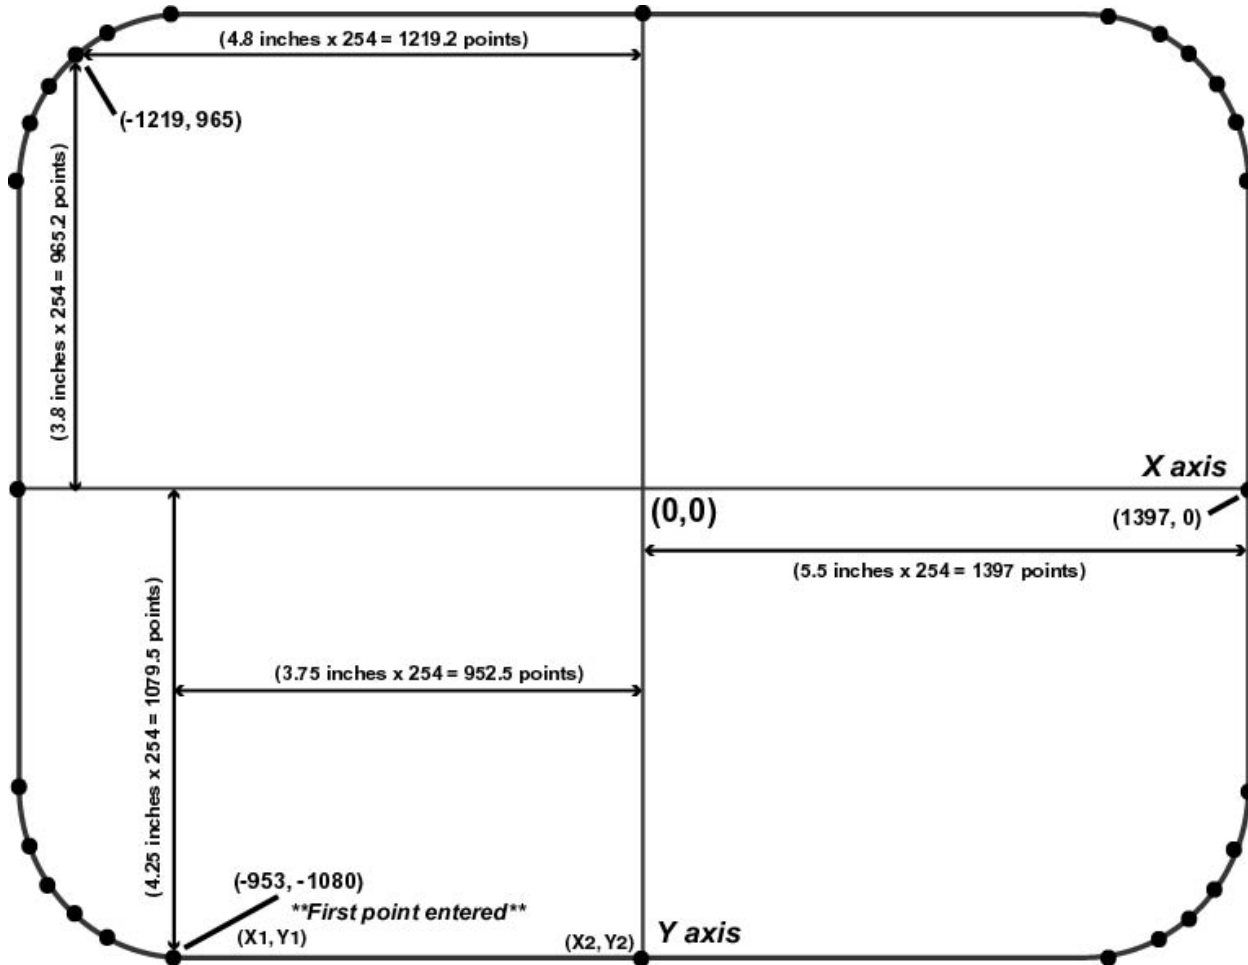 (4.8 inches x 254 = 1219.2 points)
(-1219, 965)
(3.8 inches x 254 = 965.2 points)
X axis
(0,0)
(1397, 0)
(5.5 inches x 254 = 1397 points)
(4.25 inches x 254 = 1079.5 points)
(3.75 inches x 254 = 952.5 points)
(-953, -1080)
**First point entered**
(X1,Y1)
(X2,Y2)
Y axis